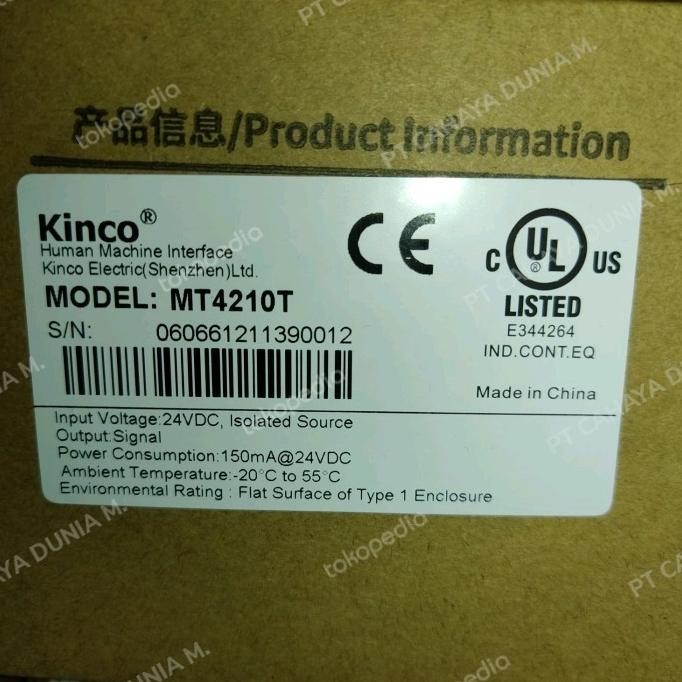 产品信息/Product Information
Kinco®
Human Machine Interface
Kinco Electric(Shenzhen)Ltd.
MODEL: MT4210T
S/N: 060661211390012
CE
C UL ® US
LISTED
E344264
IND.CONT.EQ
Made in China
Input Voltage:24VDC, Isolated Source
Output:Signal
Power Consumption:150mA@24VDC
Ambient Temperature:-20°C to 55°C
Environmental Rating : Flat Surface of Type 1 Enclosure
tokopedia
PT CAHAYA DUNIA M.